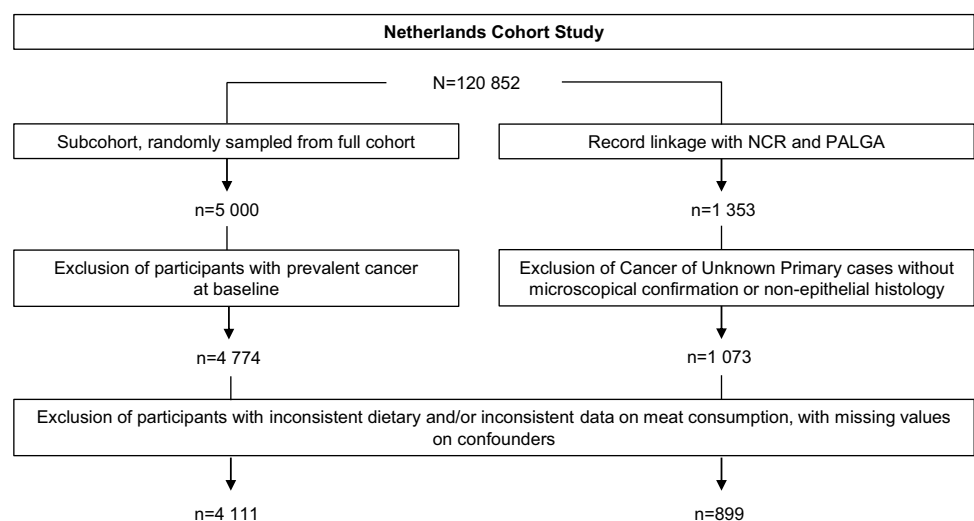 Netherlands Cohort Study
N=120 852
Subcohort, randomly sampled from full cohort
Record linkage with NCR and PALGA
n=5 000
n=1 353
Exclusion of participants with prevalent cancer
at baseline
Exclusion of Cancer of Unknown Primary cases without
microscopical confirmation or non-epithelial histology
n=4 774
n=1 073
Exclusion of participants with inconsistent dietary and/or inconsistent data on meat consumption, with missing values
on confounders
n=4 111
n=899